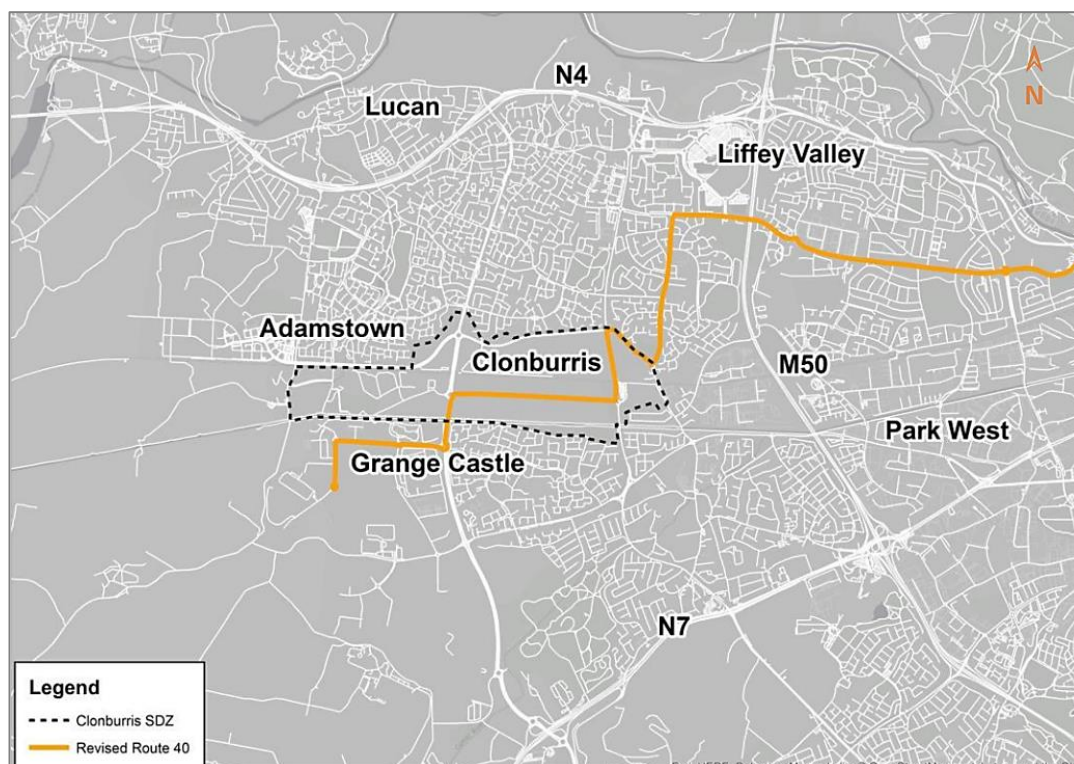 N4
Lucan
N
Liffey Valley
Adamstown
Clonburris
M50
Park West
Grange Castle
N7
Legend
Clonburris SDZ
Revised Route 40